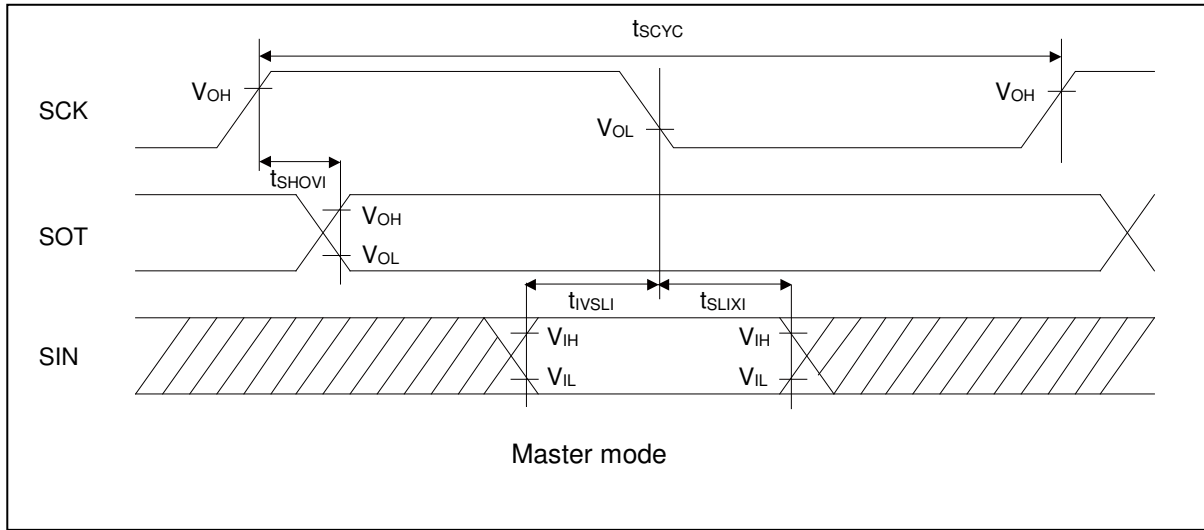 tSCYC
SCK
VOH
VOL
VOH
tSHOVI
SOT
VOH
VOL
tIVSLI
tSLIXI
SIN
VIH
VIH
VIL
VIL
Master mode